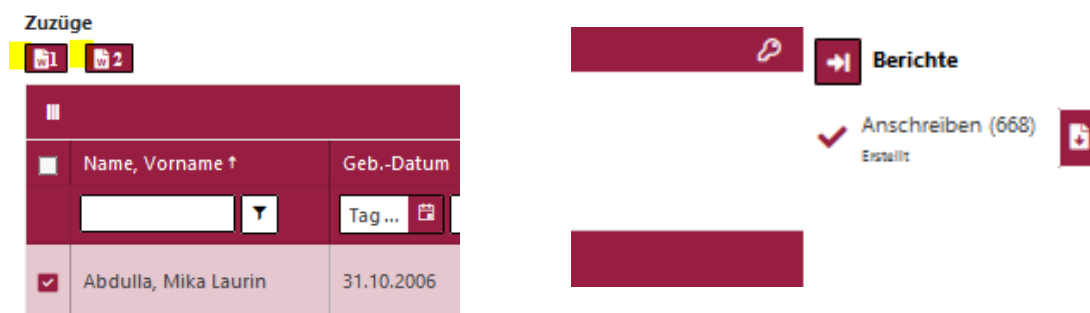 Zuzüge
1 2
Name, Vorname ↑ Geb.-Datum
Tag ...
Abdulla, Mika Laurin 31.10.2006
Berichte
Anschreiben (668)
Erstellt